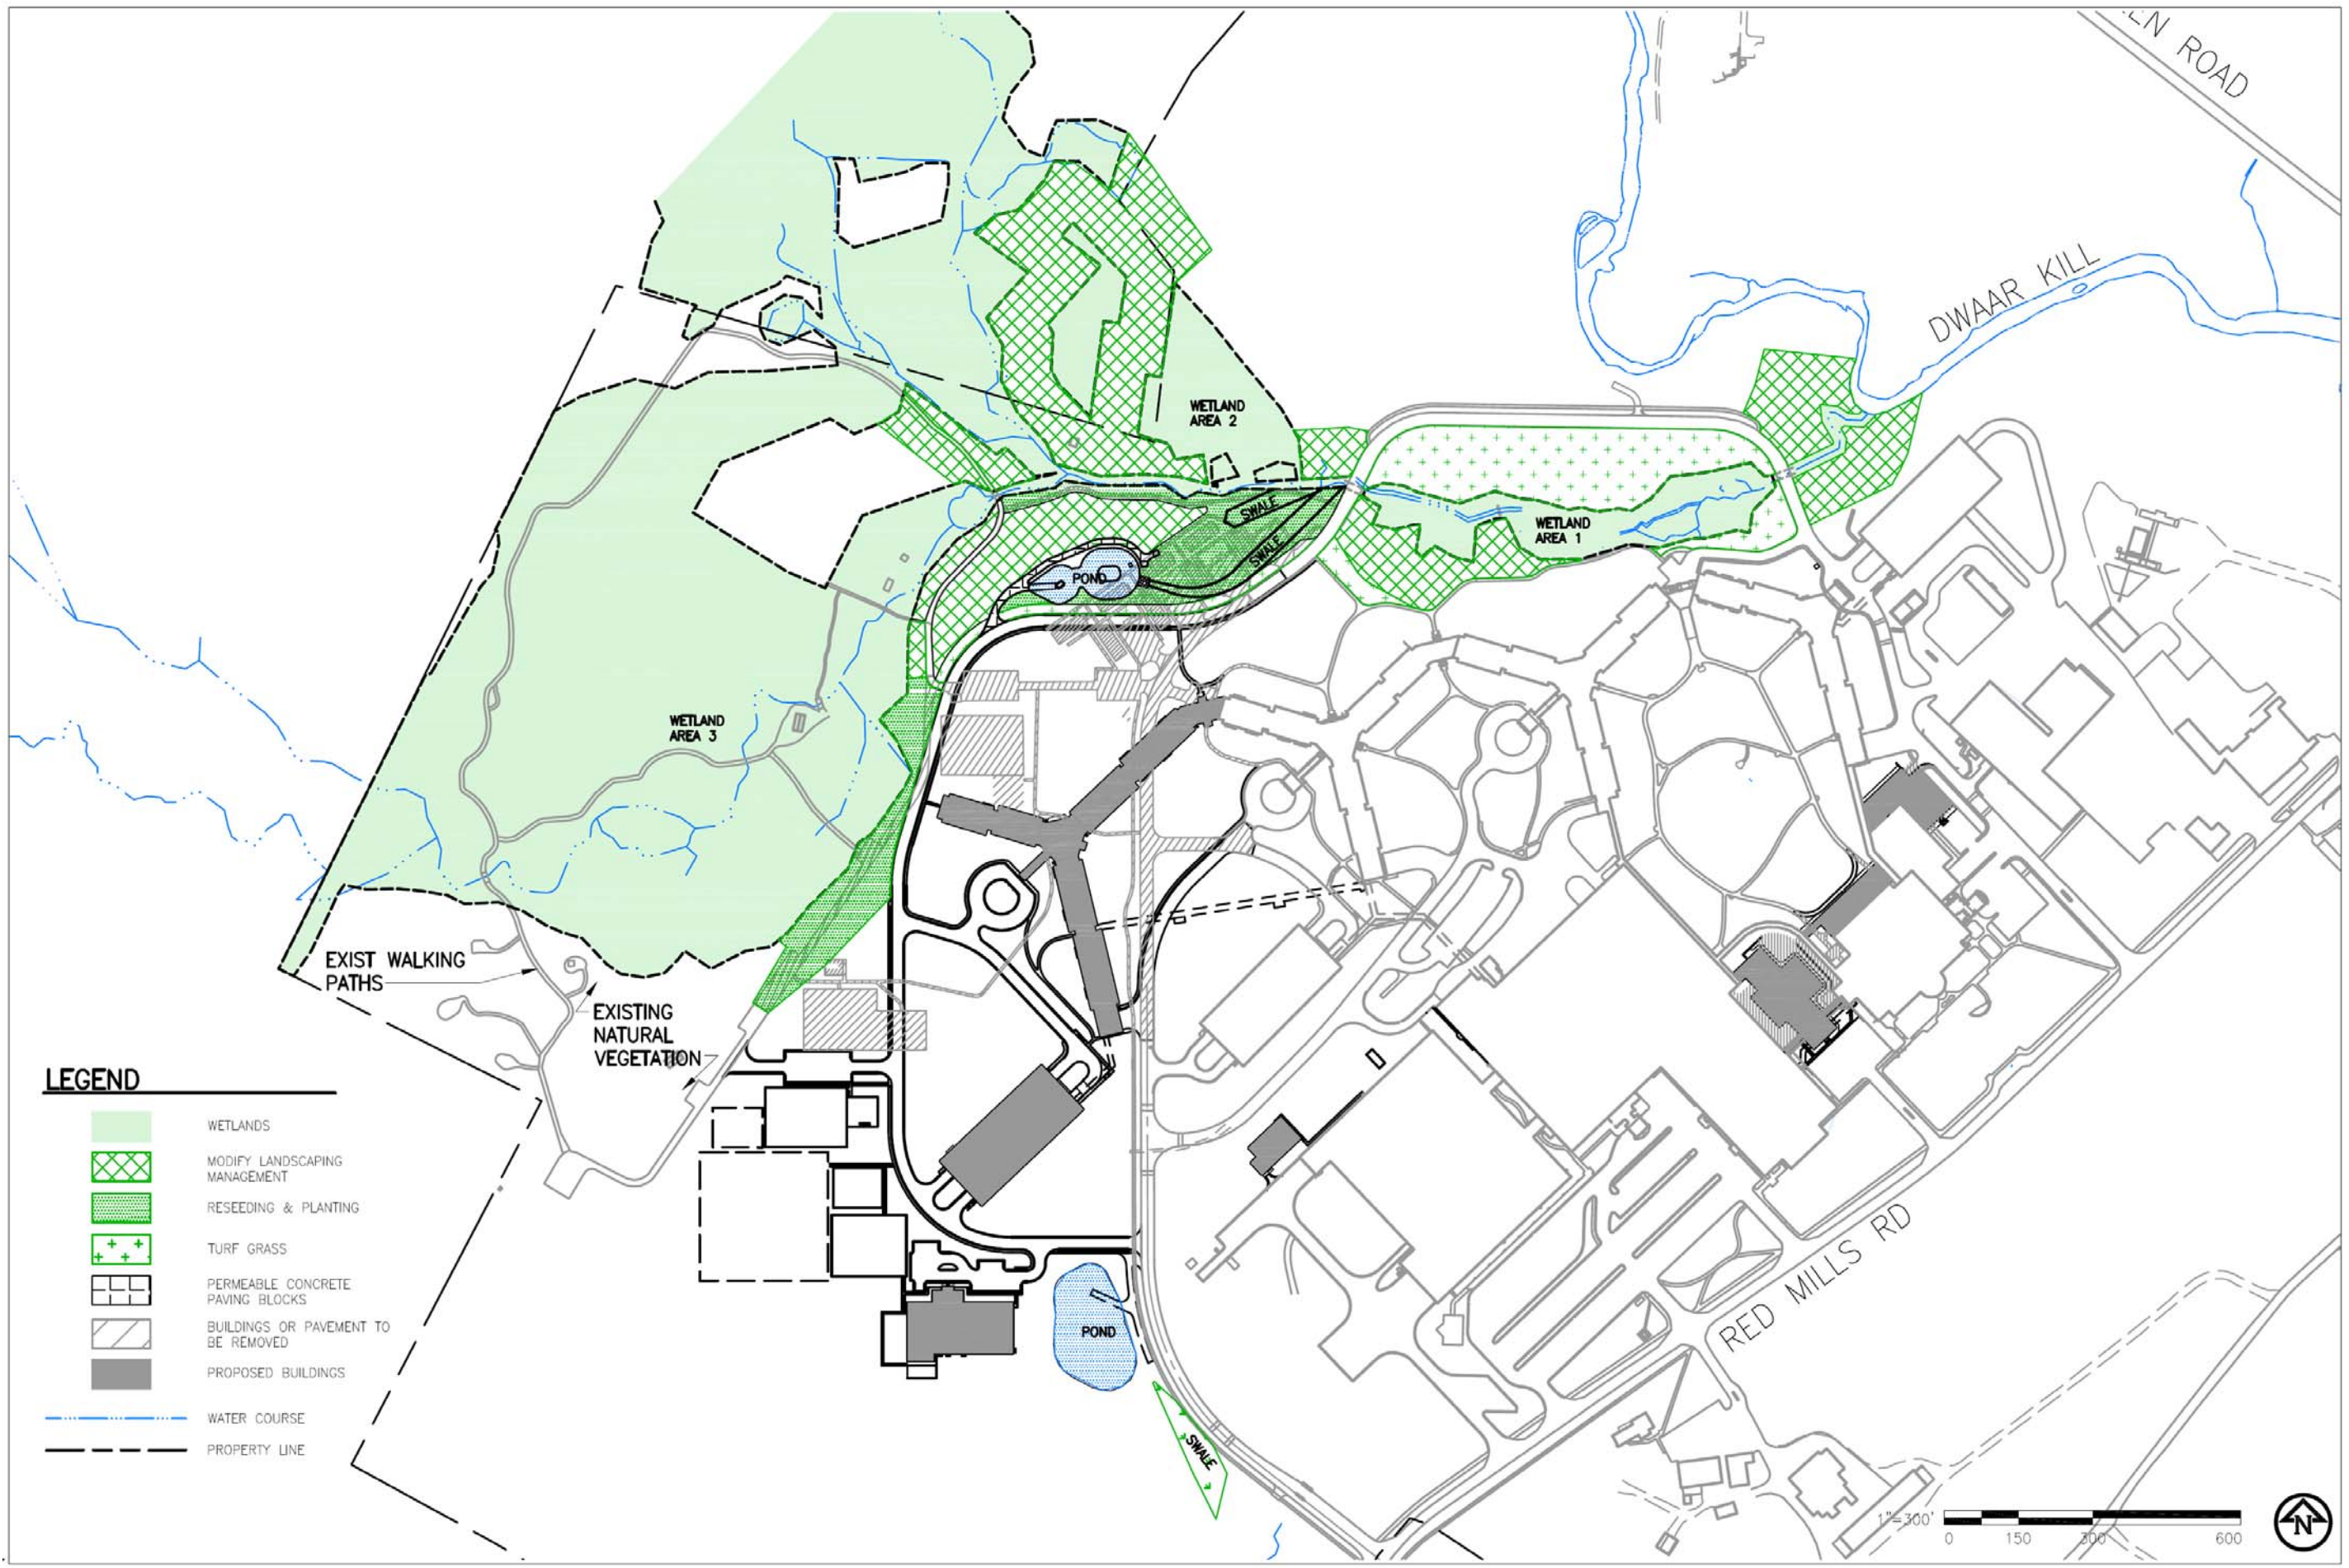 EN ROAD
DWAAR KILL
WETLAND
AREA 2
SWALE
SWALE
WETLAND
AREA 1
POND
WETLAND
AREA 3
EXIST WALKING
PATHS
EXISTING
NATURAL
VEGETATION
LEGEND
WETLANDS
MODIFY LANDSCAPING
MANAGEMENT
RESEEDING & PLANTING
TURF GRASS
PERMEABLE CONCRETE
PAVING BLOCKS
BUILDINGS OR PAVEMENT TO
BE REMOVED
PROPOSED BUILDINGS
WATER COURSE
PROPERTY LINE
POND
SWALE
RED MILLS RD
1"=300'
0 150 300 600
N